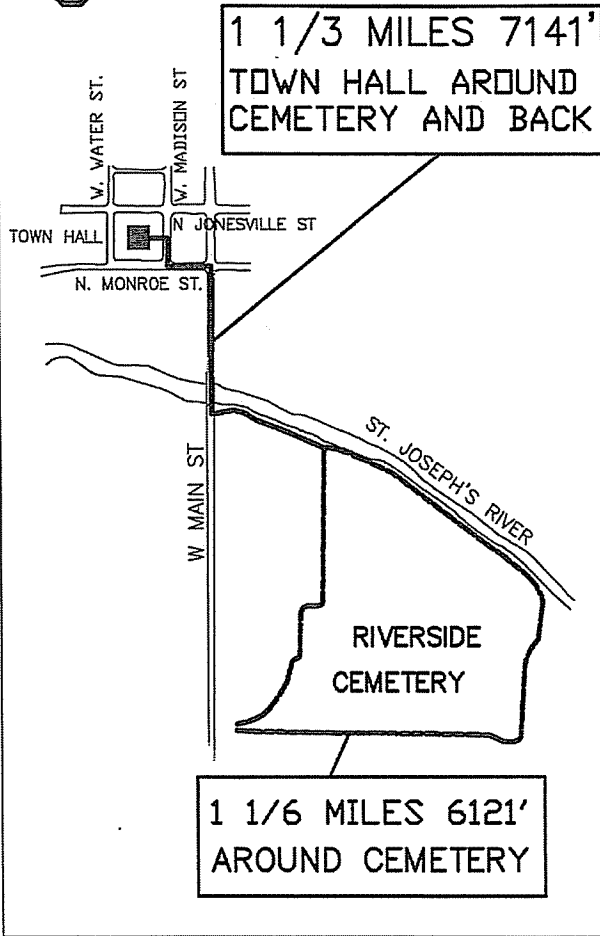 1 1/3 MILES 7141'
TOWN HALL AROUND
CEMETERY AND BACK
W. WATER ST.
W. MADISON ST
N JONESVILLE ST
TOWN HALL
N. MONROE ST.
ST. JOSEPH'S RIVER
W MAIN ST
RIVERSIDE
CEMETERY
1 1/6 MILES 6121'
AROUND CEMETERY